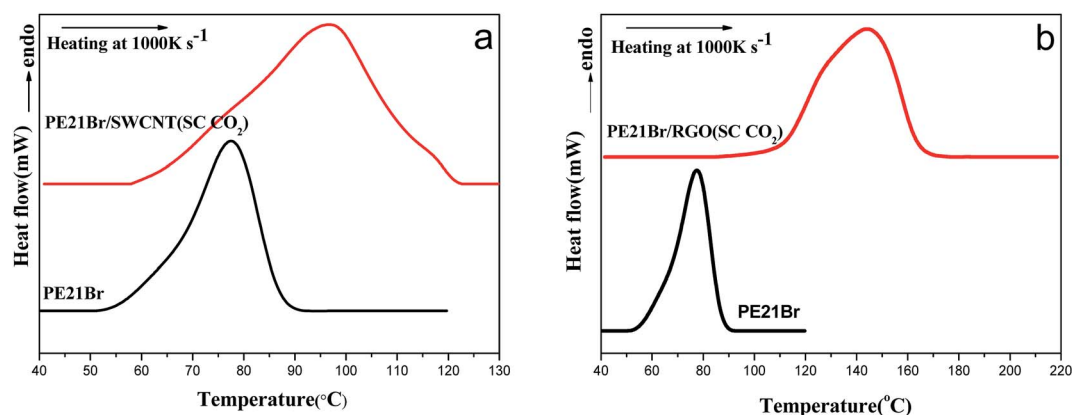 Heating at 1000K s⁻¹
a
Heat flow(mW) → endo
PE21Br/SWCNT(SC CO₂)
PE21Br
40 50 60 70 80 90 100 110 120 130
Temperature(°C)
Heating at 1000K s⁻¹
b
Heat flow(mW) → endo
PE21Br/RGO(SC CO₂)
PE21Br
40 60 80 100 120 140 160 180 200 220
Temperature(°C)